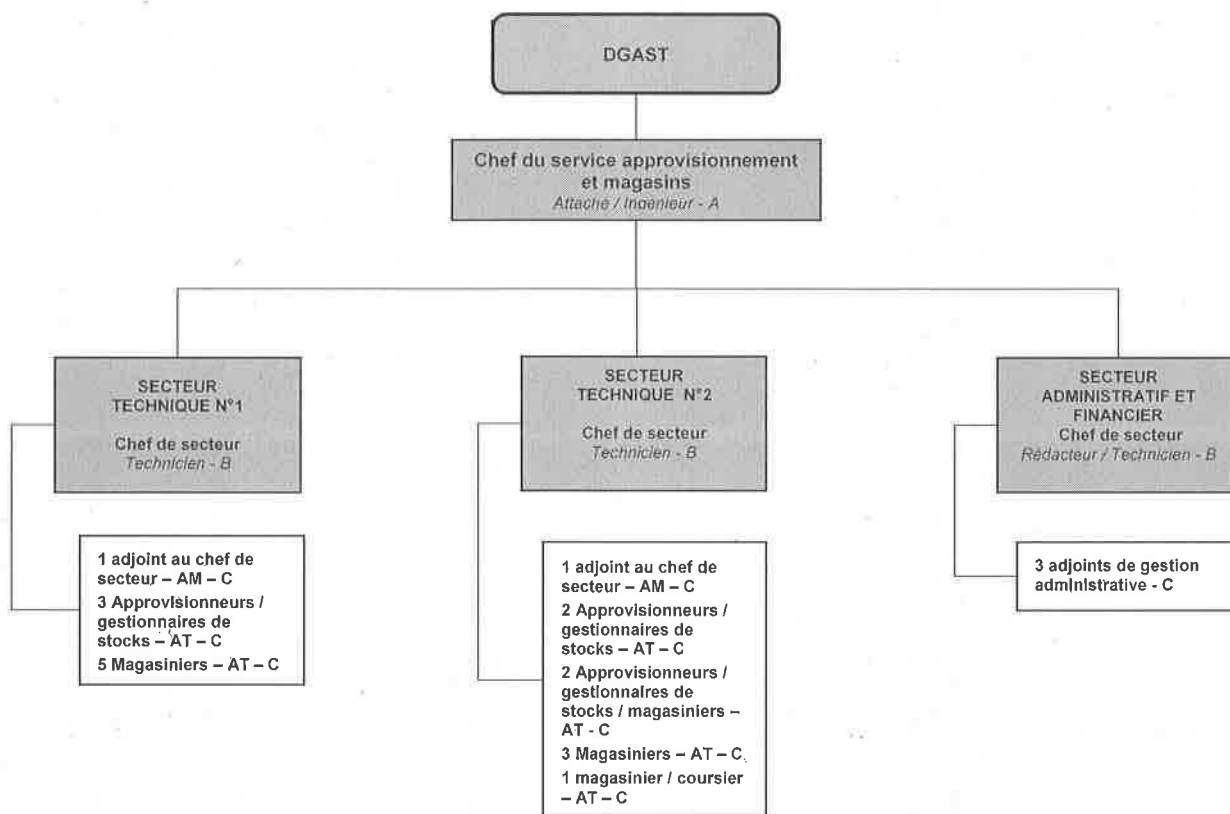 DGAST
Chef du service approvisionnement
et magasins
Attaché / Ingénieur - A
SECTEUR
TECHNIQUE N°1
Chef de secteur
Technicien - B
1 adjoint au chef de
secteur – AM – C
3 Approvisionneurs /
gestionnaires de
stocks – AT – C
5 Magasiniers – AT – C
SECTEUR
TECHNIQUE N°2
Chef de secteur
Technicien - B
1 adjoint au chef de
secteur – AM – C
2 Approvisionneurs /
gestionnaires de
stocks – AT – C
2 Approvisionneurs /
gestionnaires de
stocks / magasiniers –
AT - C
3 Magasiniers – AT – C
1 magasinier / coursier
– AT – C
SECTEUR
ADMINISTRATIF ET
FINANCIER
Chef de secteur
Rédacteur / Technicien - B
3 adjoints de gestion
administrative - C